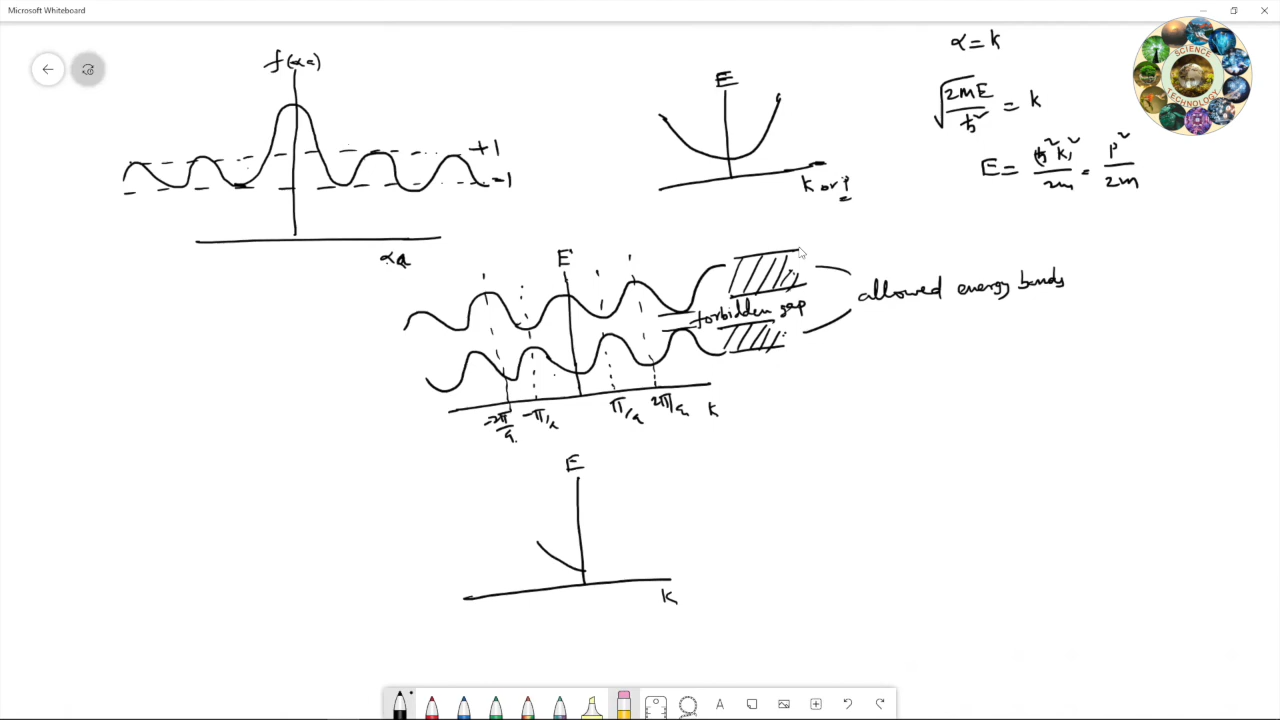 Microsoft Whiteboard
f(αa)
+1
-1
αa
E
k or p
α = k
√(2mE/ħ²) = k
E = ħ²k²/2m = p²/2m
SCIENCE
TECHNOLOGY
E
forbidden gap
allowed energy bands
-2π/a -π/a π/a 2π/a k
E
k